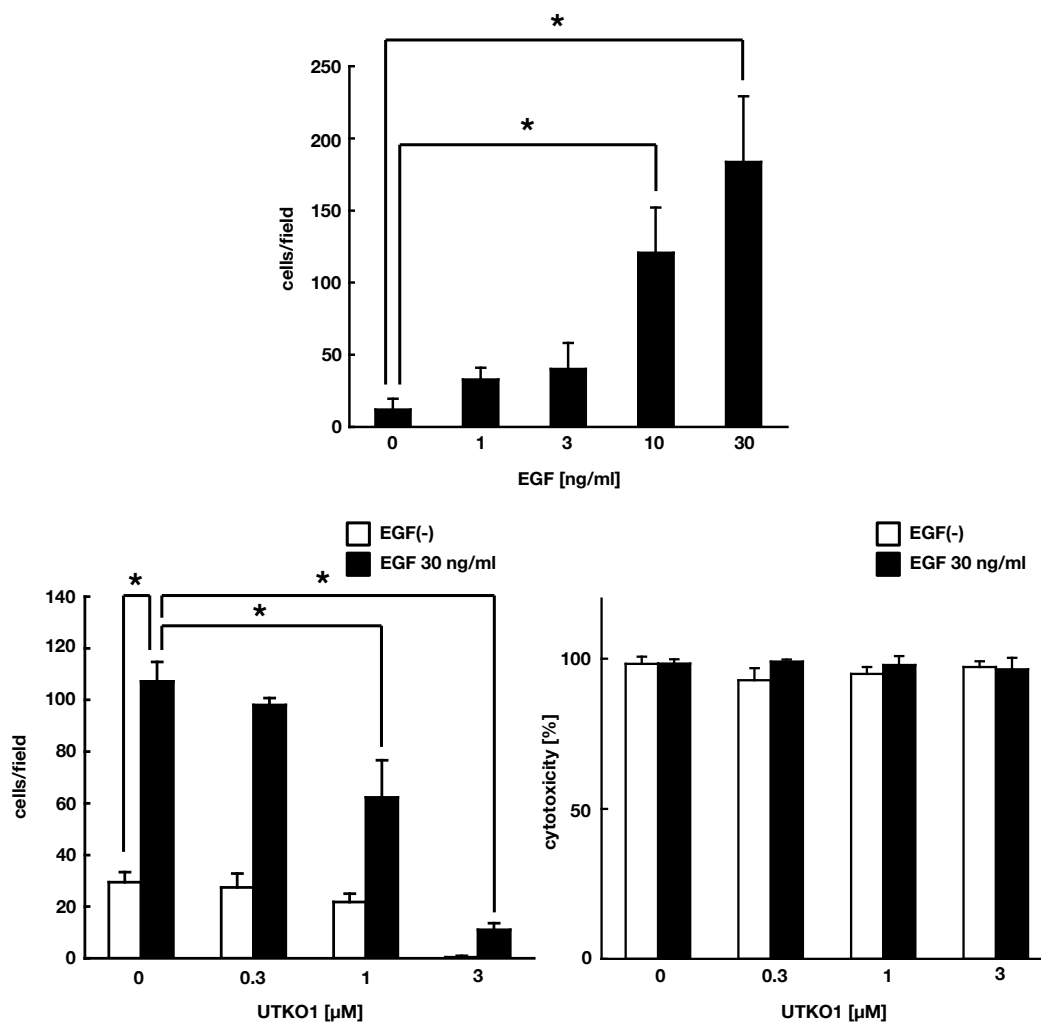 *
*
250
200
150
100
50
0
cells/field
0 1 3 10 30
EGF [ng/ml]
EGF(-)
EGF 30 ng/ml
*
*
*
140
120
100
80
60
40
20
0
cells/field
0 0.3 1 3
UTKO1 [µM]
EGF(-)
EGF 30 ng/ml
100
50
0
cytotoxicity [%]
0 0.3 1 3
UTKO1 [µM]